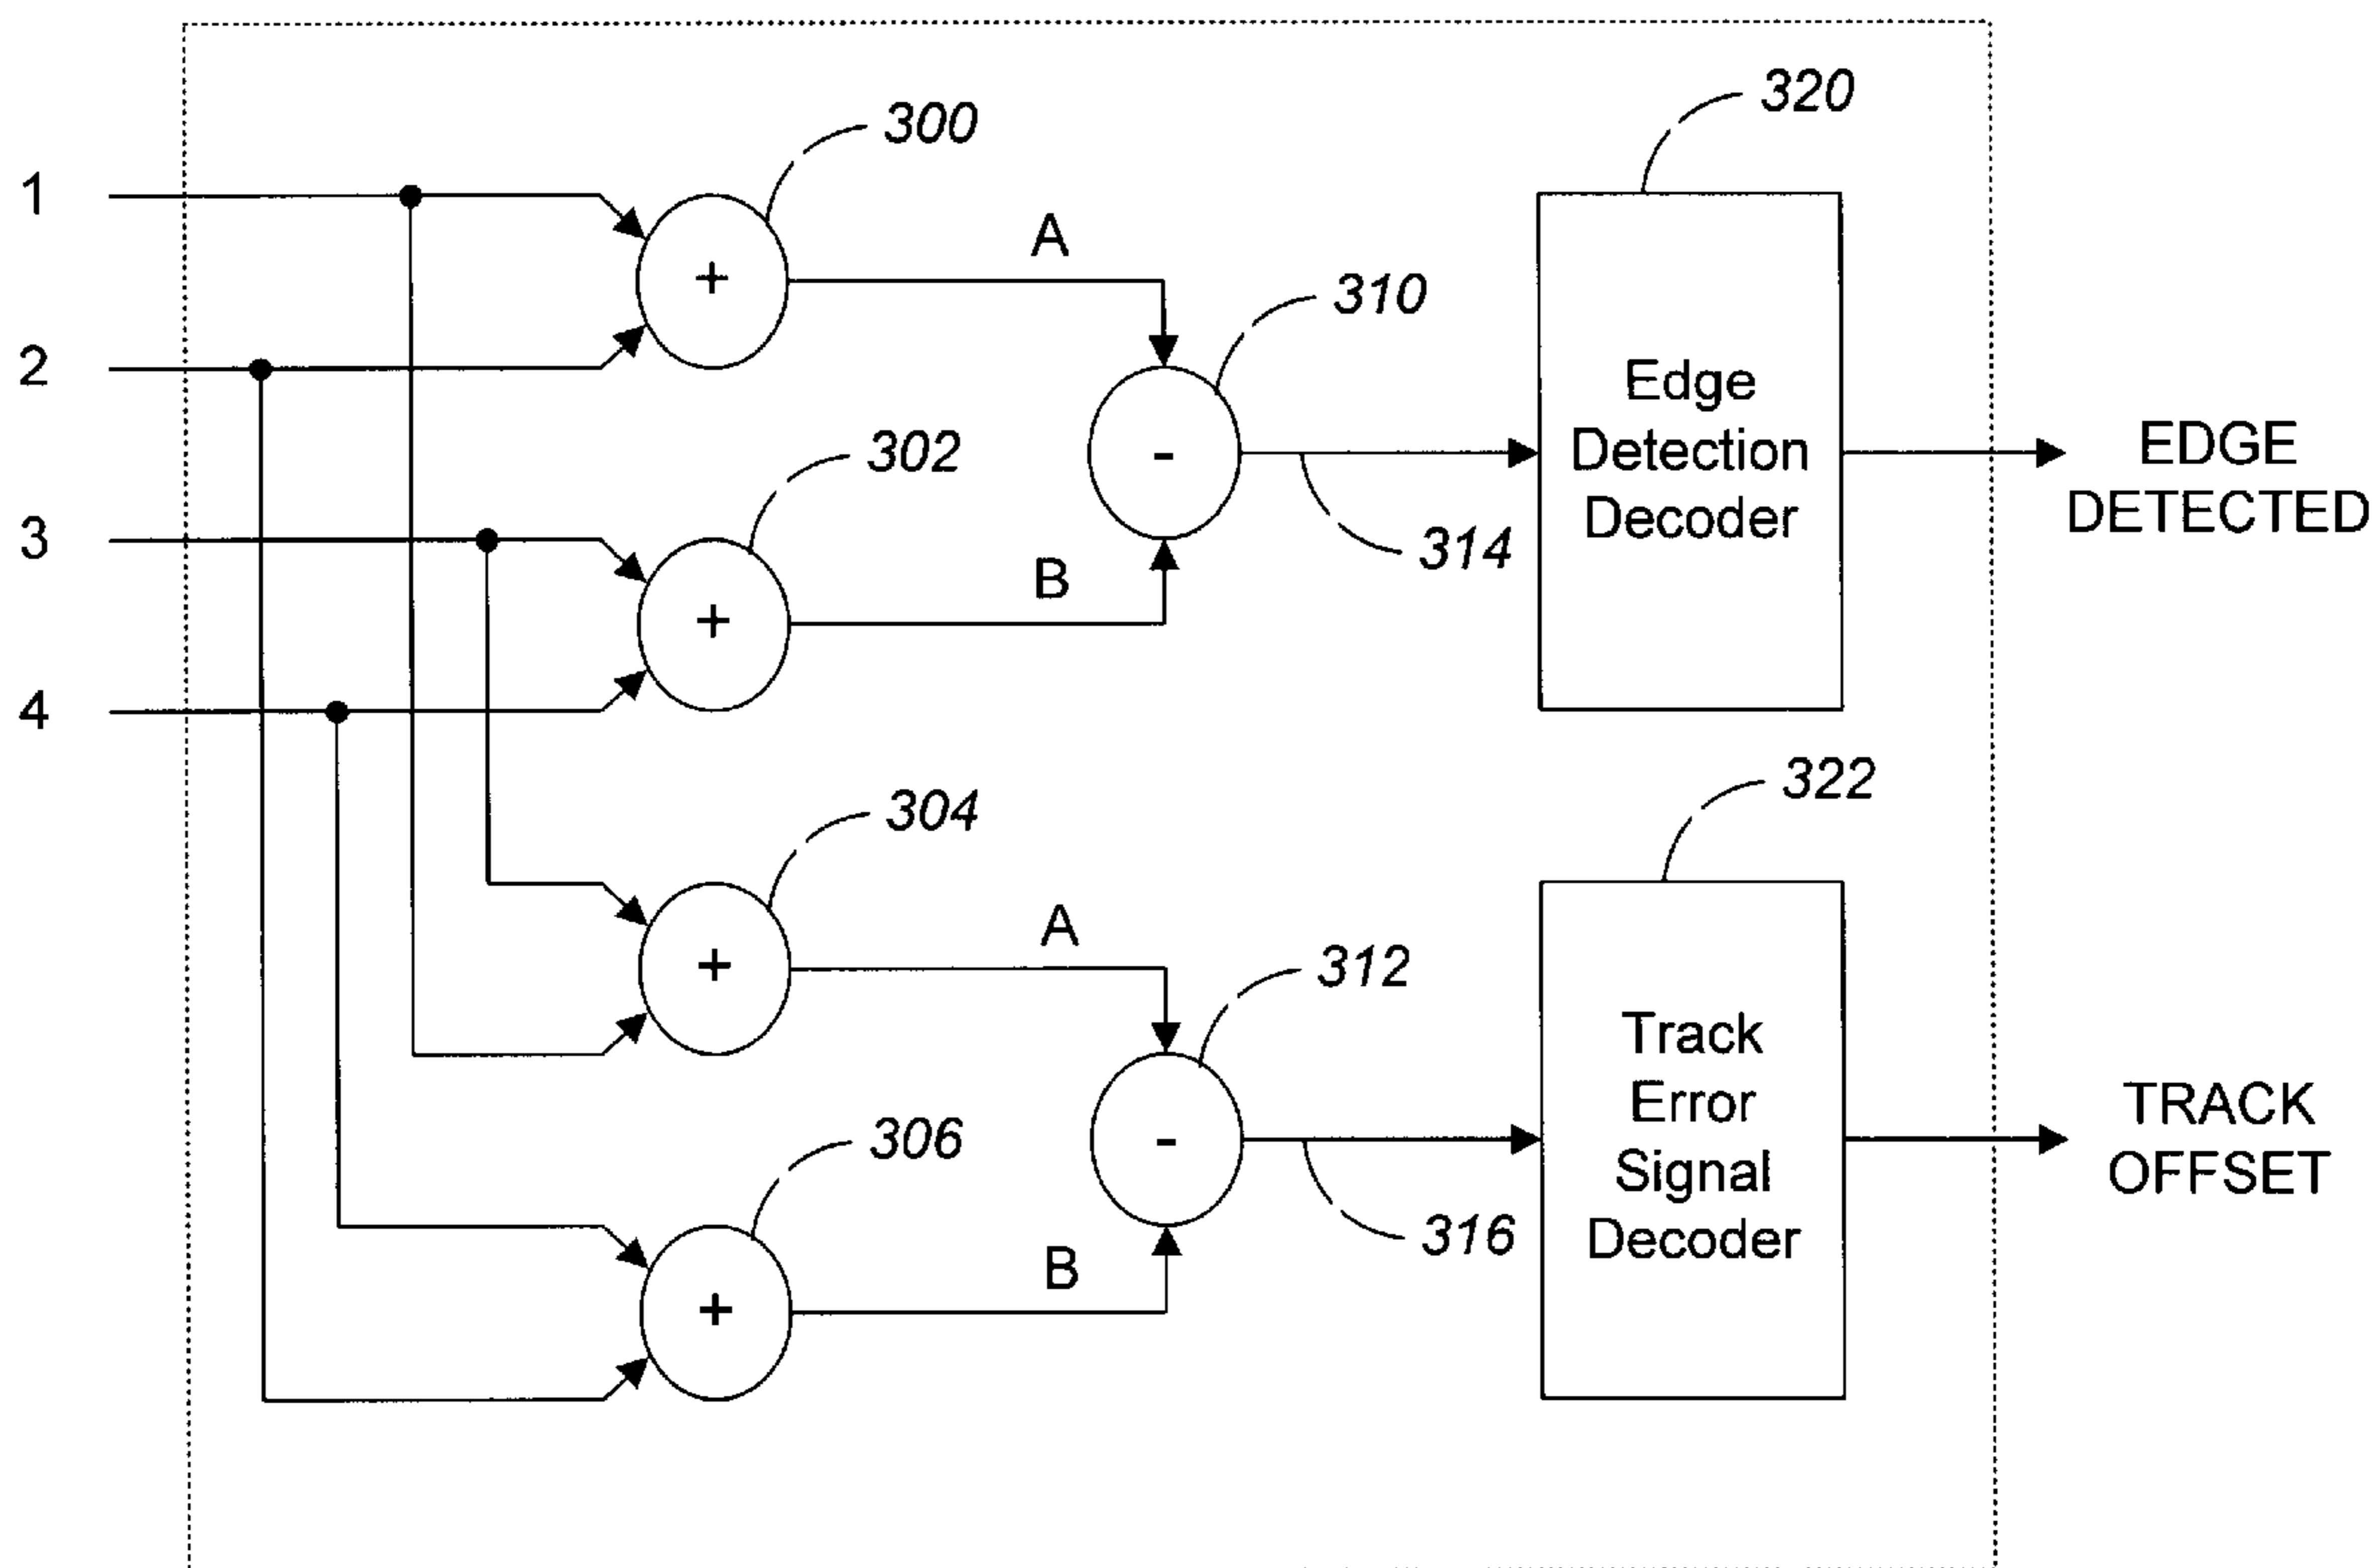 320
300
1
A
+
310
2
Edge
Detection
Decoder
-
EDGE
DETECTED
302
314
3
B
+
4
322
304
A
+
312
Track
Error
Signal
Decoder
-
TRACK
OFFSET
306
316
B
+